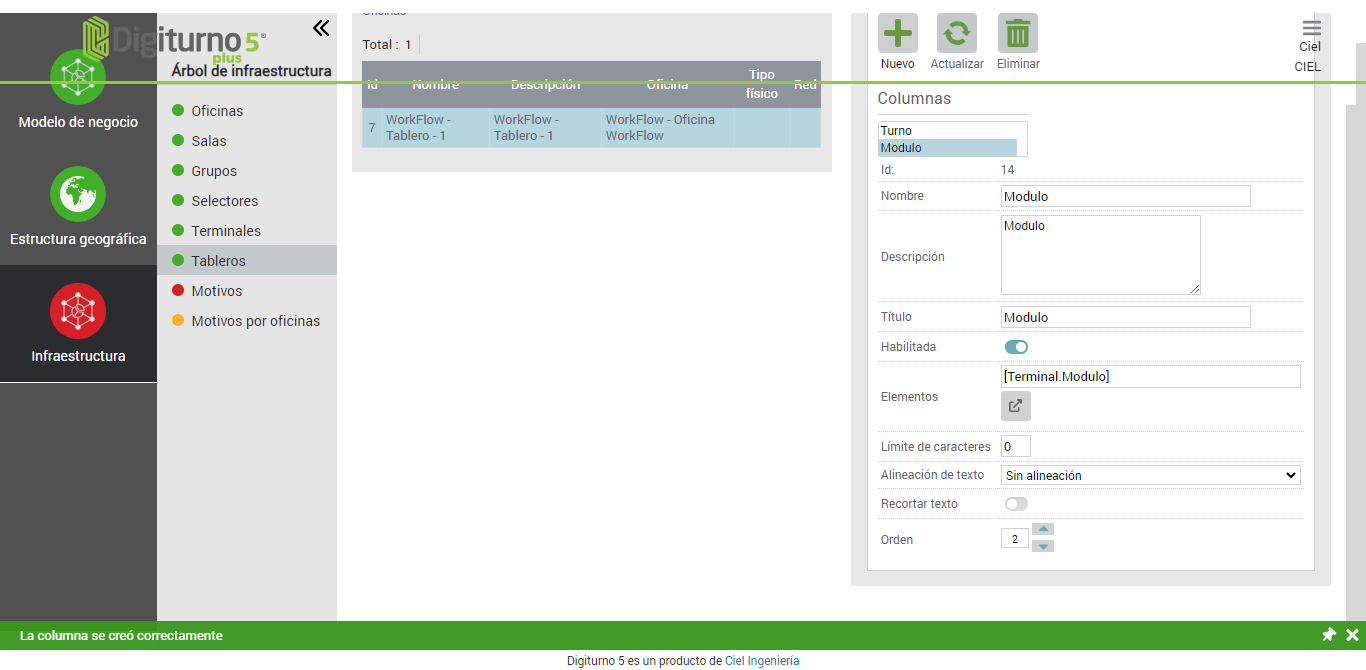 Digiturno 5®
plus
Árbol de infraestructura
Modelo de negocio
Estructura geográfica
Infraestructura
Oficinas
Salas
Grupos
Selectores
Terminales
Tableros
Motivos
Motivos por oficinas
Oficinas
Total : 1
Id Nombre Descripción Oficina Tipo físico Red
7 WorkFlow - WorkFlow - WorkFlow - Oficina
Tablero - 1 Tablero - 1 WorkFlow
Nuevo Actualizar Eliminar
Ciel
CIEL
Columnas
Turno
Modulo
Id: 14
Nombre Modulo
Descripción Modulo
Título Modulo
Habilitada
Elementos [Terminal.Modulo]
Límite de caracteres 0
Alineación de texto Sin alineación
Recortar texto
Orden 2
La columna se creó correctamente
Digiturno 5 es un producto de Ciel Ingeniería